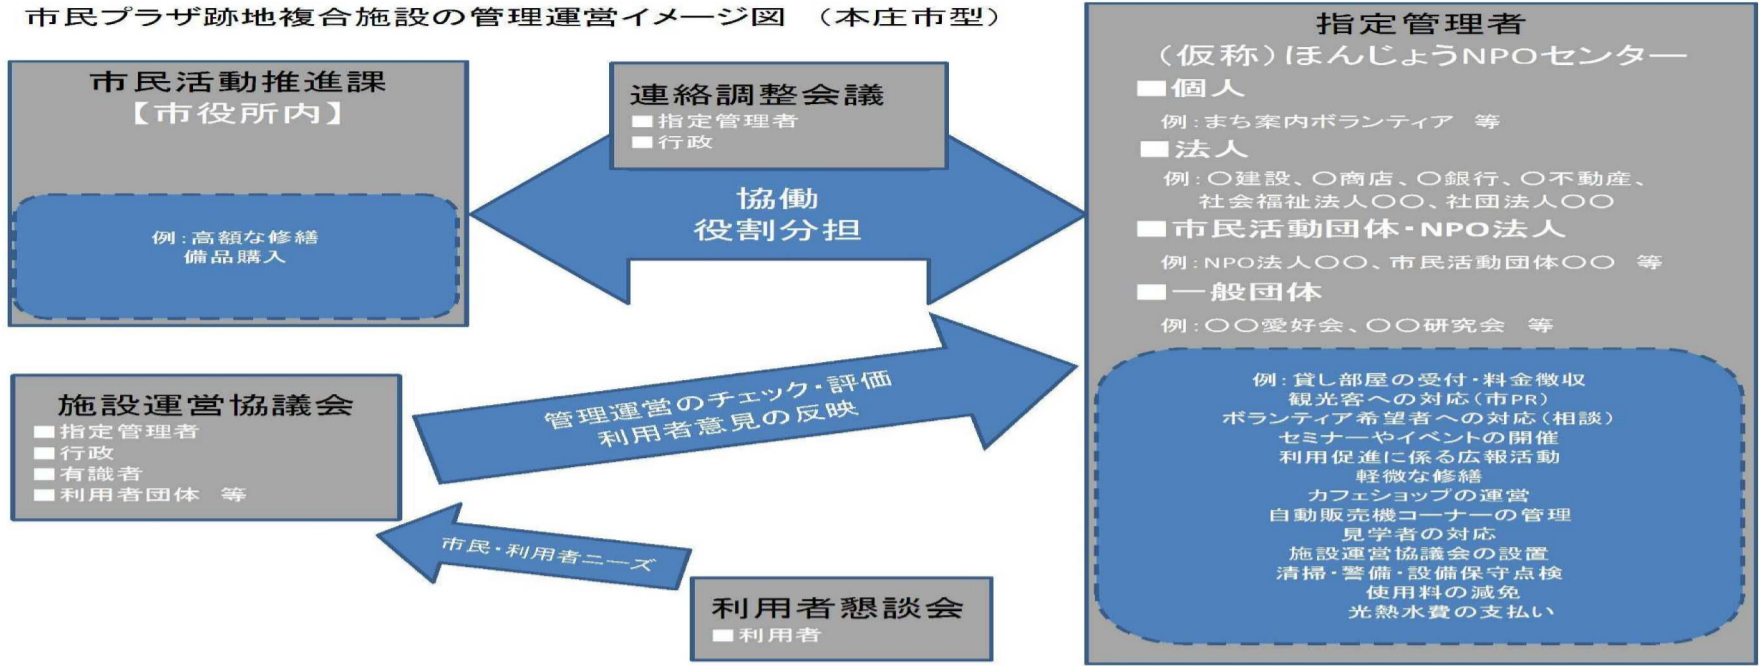 市民プラザ跡地複合施設の管理運営イメージ図　（本庄市型）
市民活動推進課
【市役所内】
例：高額な修繕
備品購入
連絡調整会議
■指定管理者
■行政
協働
役割分担
指定管理者
（仮称）ほんじょうNPOセンター
■個人
例：まち案内ボランティア　等
■法人
例：〇建設、〇商店、〇銀行、〇不動産、
社会福祉法人〇〇、社団法人〇〇
■市民活動団体・NPO法人
例：NPO法人〇〇、市民活動団体〇〇　等
■一般団体
例：〇〇愛好会、〇〇研究会　等
例：貸し部屋の受付・料金徴収
観光客への対応（市PR）
ボランティア希望者への対応（相談）
セミナーやイベントの開催
利用促進に係る広報活動
軽微な修繕
カフェショップの運営
自動販売機コーナーの管理
見学者の対応
施設運営協議会の設置
清掃・警備・設備保守点検
使用料の減免
光熱水費の支払い
施設運営協議会
■指定管理者
■行政
■有識者
■利用者団体　等
管理運営のチェック・評価
利用者意見の反映
市民・利用者ニーズ
利用者懇談会
■利用者